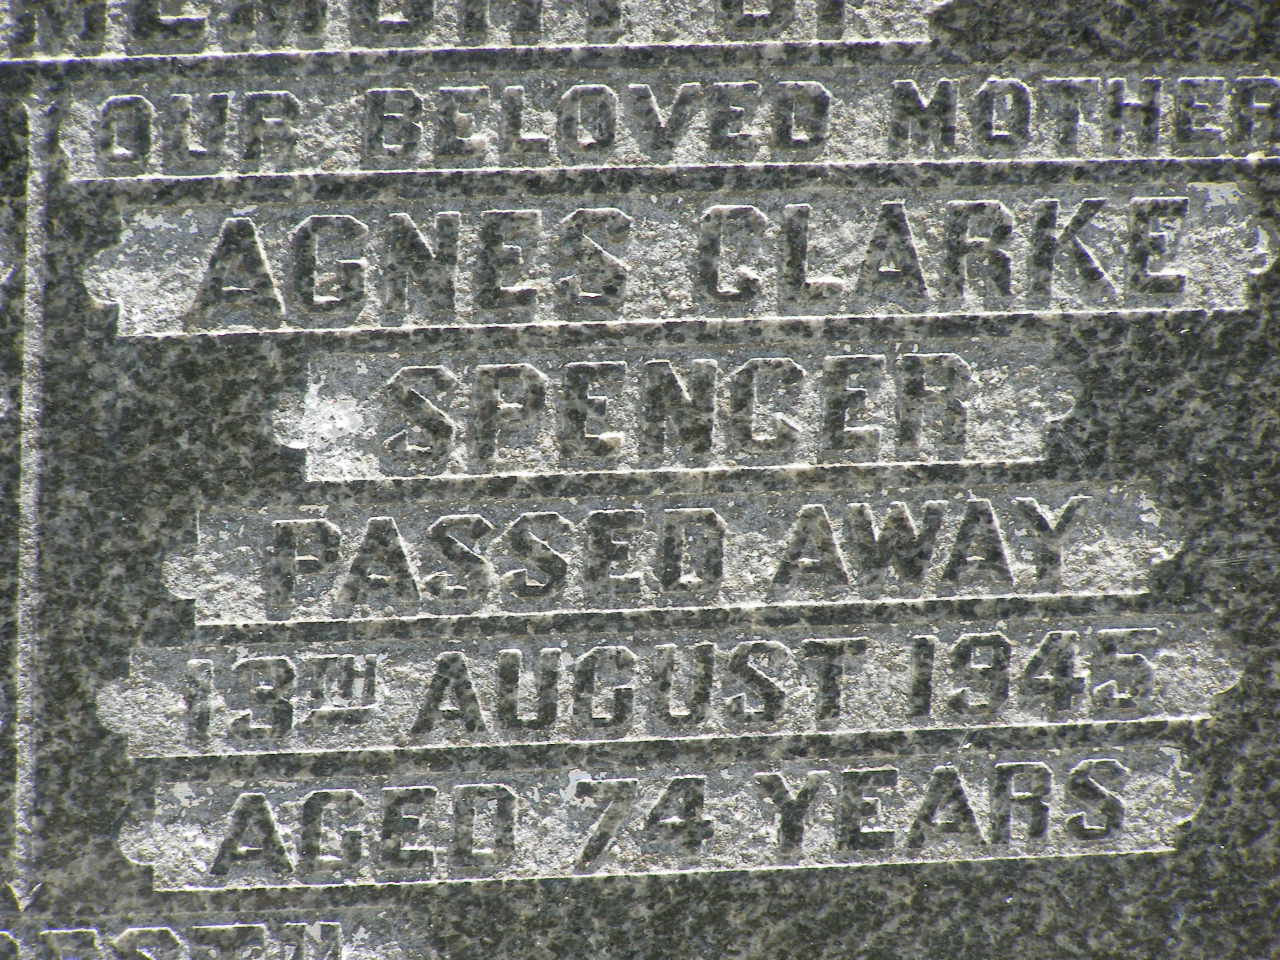 OUR BELOVED MOTHER
AGNES CLARKE
SPENCER
PASSED AWAY
13TH AUGUST 1945
AGED 74 YEARS